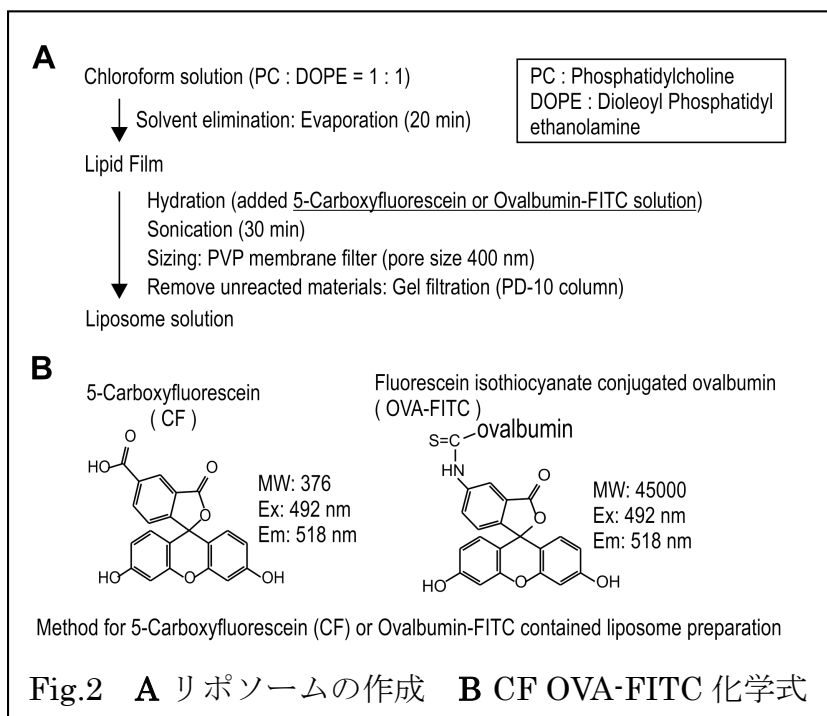 A
Chloroform solution (PC : DOPE = 1 : 1)
Solvent elimination: Evaporation (20 min)
Lipid Film
Hydration (added 5-Carboxyfluorescein or Ovalbumin-FITC solution)
Sonication (30 min)
Sizing: PVP membrane filter (pore size 400 nm)
Remove unreacted materials: Gel filtration (PD-10 column)
Liposome solution
PC : Phosphatidylcholine
DOPE : Dioleoyl Phosphatidyl
ethanolamine
B
5-Carboxyfluorescein
( CF )
O
HO
O
O
HO
O
OH
MW: 376
Ex: 492 nm
Em: 518 nm
Fluorescein isothiocyanate conjugated ovalbumin
( OVA-FITC )
S=C-ovalbumin
HN
O
O
HO
O
OH
MW: 45000
Ex: 492 nm
Em: 518 nm
Method for 5-Carboxyfluorescein (CF) or Ovalbumin-FITC contained liposome preparation
Fig.2 A リポソームの作成 B CF OVA-FITC 化学式